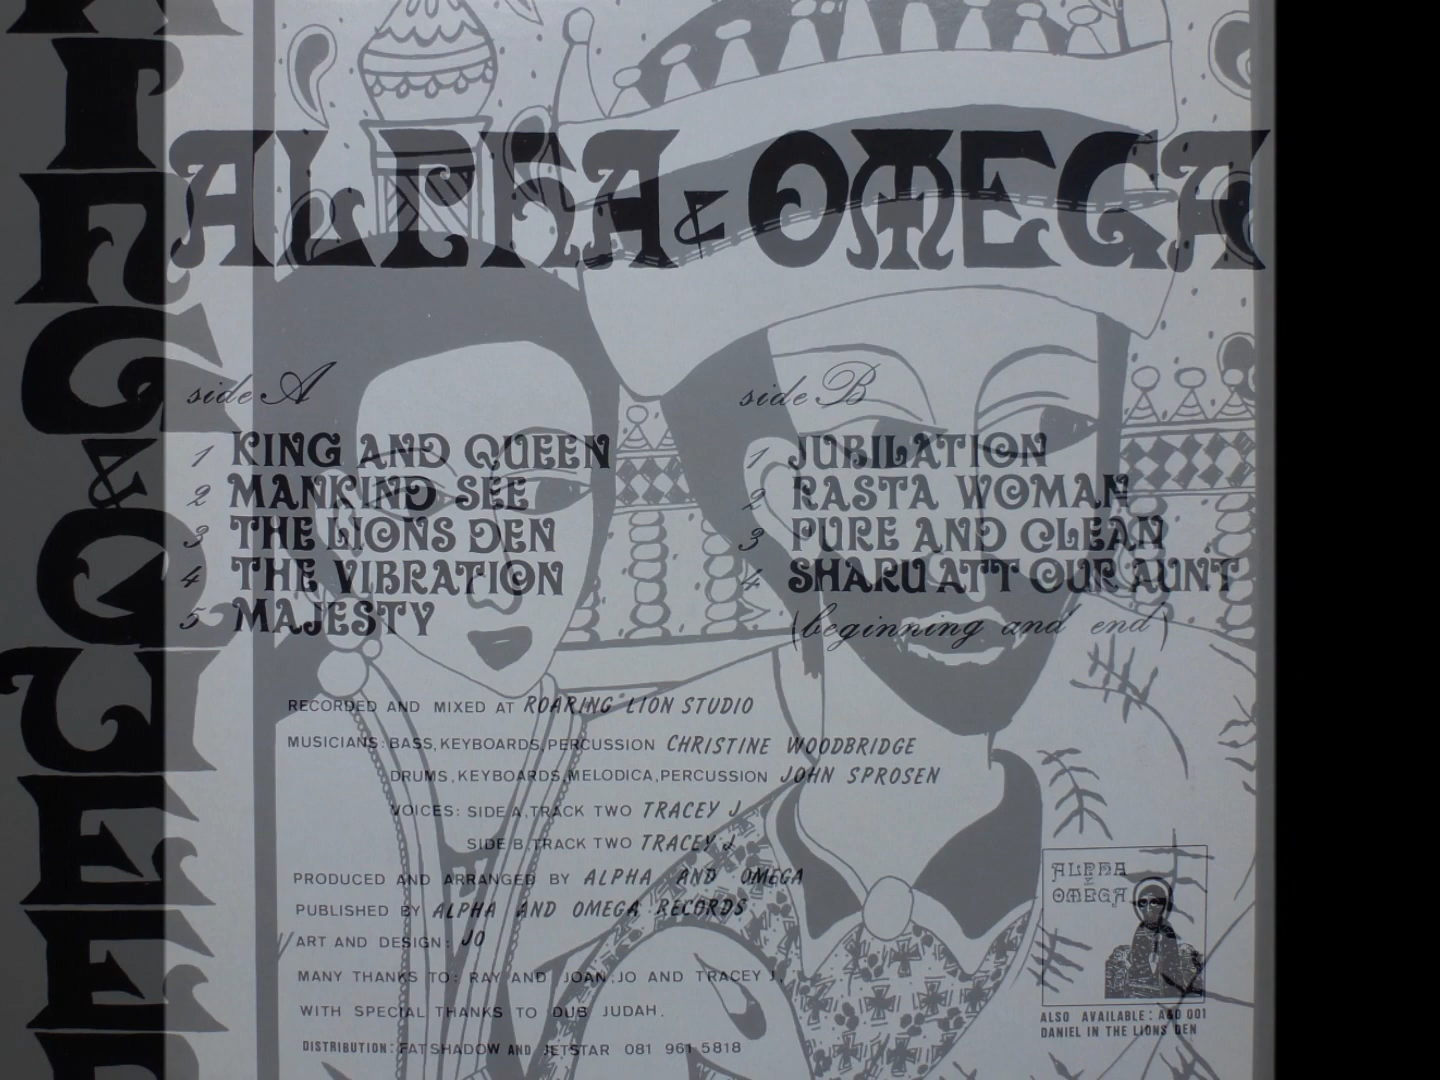 KING & QUEEN
ALPHA & OMEGA
side A
1 KING AND QUEEN
2 MANKIND SEE
3 THE LIONS DEN
4 THE VIBRATION
5 MAJESTY
side B
1 JUBILATION
2 RASTA WOMAN
3 PURE AND CLEAN
4 SHARU ATT OUR AUNT
(beginning and end)
RECORDED AND MIXED AT ROARING LION STUDIO
MUSICIANS: BASS, KEYBOARDS, PERCUSSION CHRISTINE WOODBRIDGE
DRUMS, KEYBOARDS, MELODICA, PERCUSSION JOHN SPROSEN
VOICES: SIDE A, TRACK TWO TRACEY J
SIDE B, TRACK TWO TRACEY J
PRODUCED AND ARRANGED BY ALPHA AND OMEGA
PUBLISHED BY ALPHA AND OMEGA RECORDS
ART AND DESIGN: JO
MANY THANKS TO: RAY AND JOAN, JO AND TRACEY J,
WITH SPECIAL THANKS TO DUB JUDAH.
DISTRIBUTION: FATSHADOW AND JETSTAR 081 961 5818
ALPHA
&
OMEGA
ALSO AVAILABLE: A&O 001
DANIEL IN THE LIONS DEN